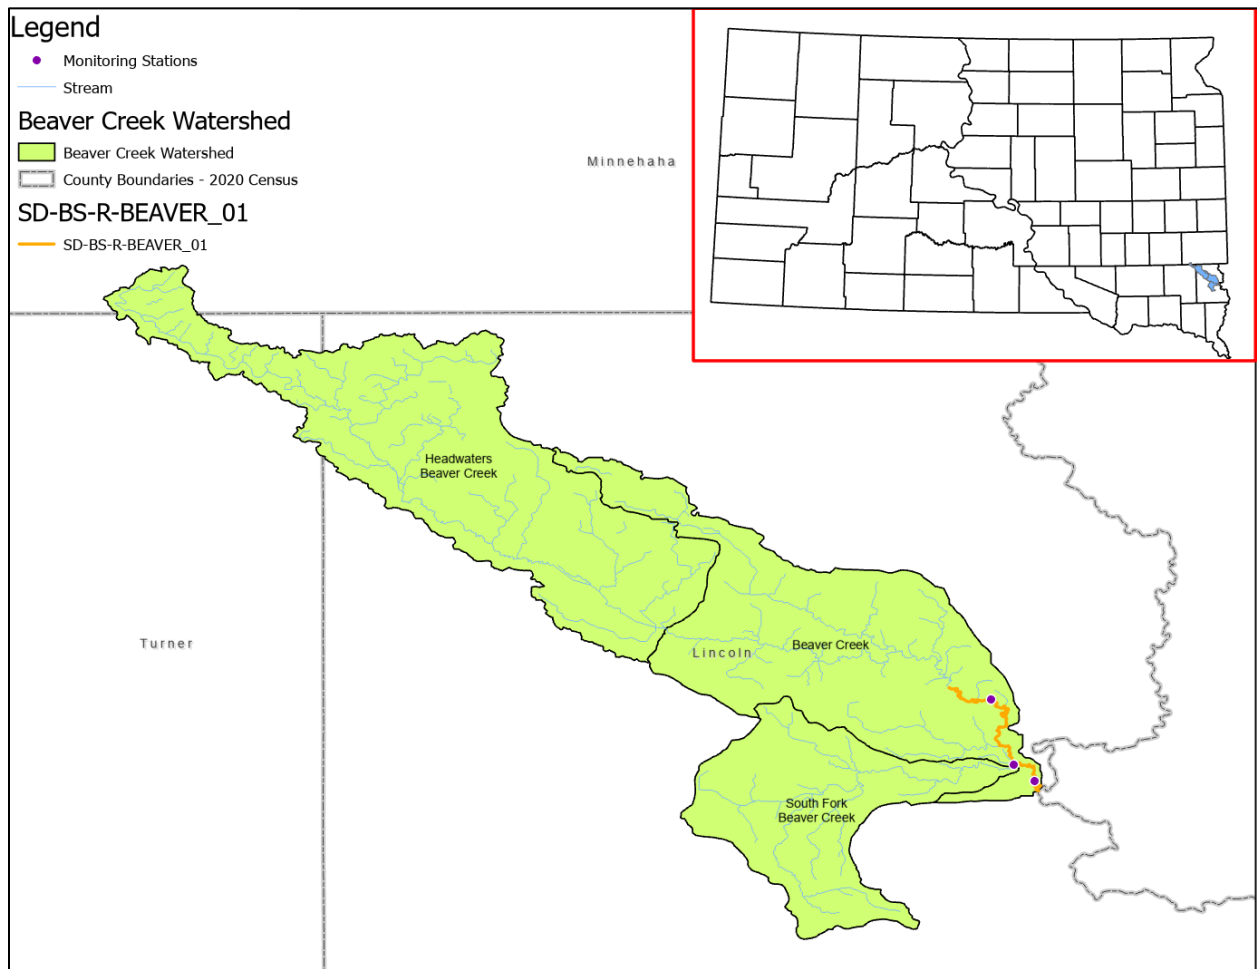 Legend
Monitoring Stations
Stream
Beaver Creek Watershed
Beaver Creek Watershed
County Boundaries - 2020 Census
SD-BS-R-BEAVER_01
SD-BS-R-BEAVER_01
Minnehaha
Headwaters
Beaver Creek
Turner
Lincoln
Beaver Creek
South Fork
Beaver Creek